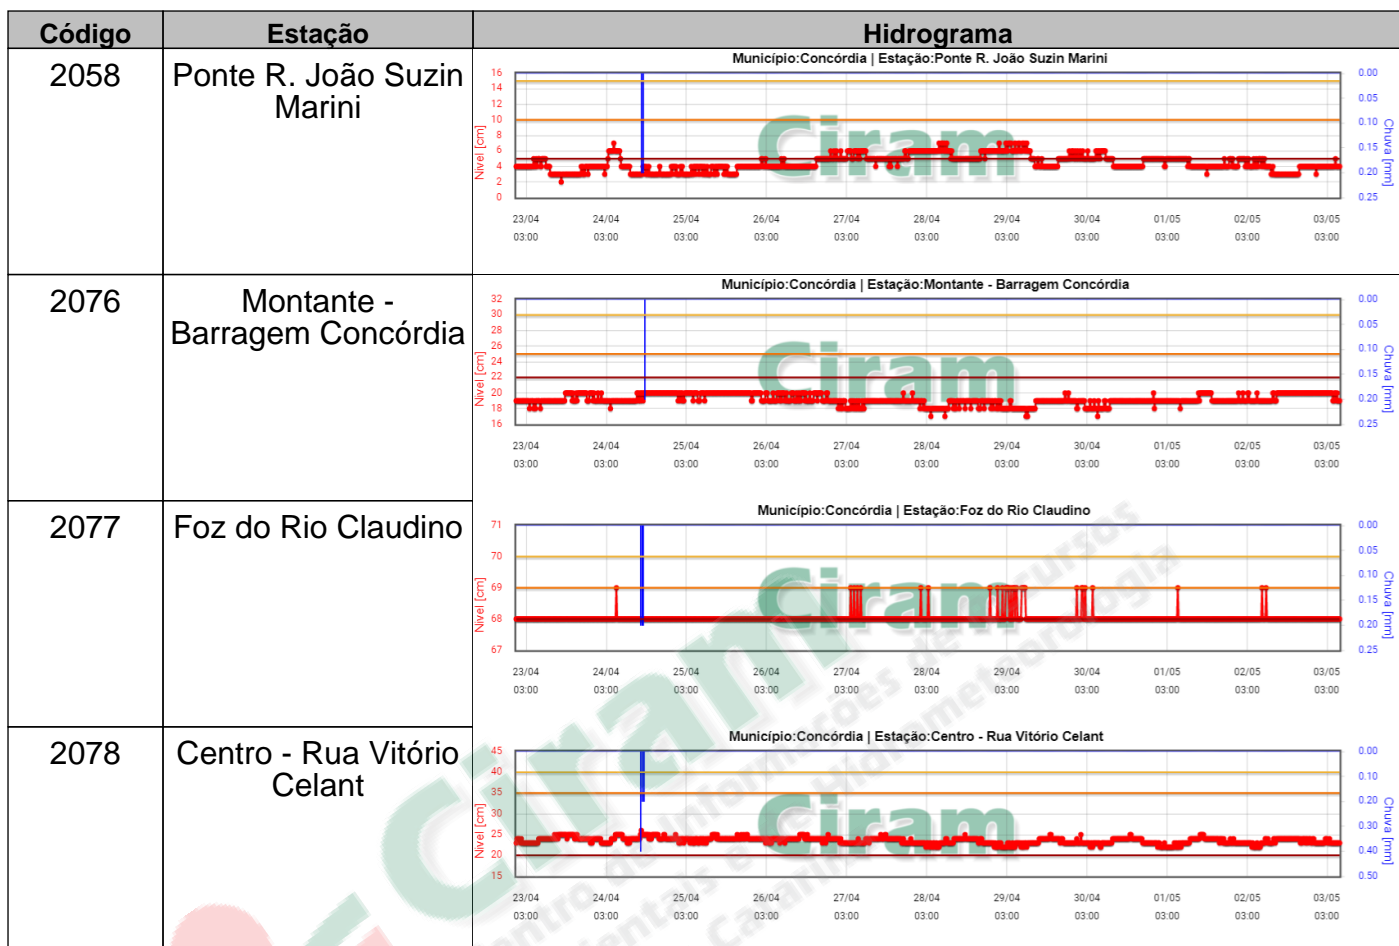 Código Estação Hidrograma
2058 Ponte R. João Suzin Marini
Município:Concórdia | Estação:Ponte R. João Suzin Marini
16 14 12 10 8 6 4 2 0
Nível [cm]
0.00 0.05 0.10 0.15 0.20 0.25
Chuva [mm]
Ciram
23/04 24/04 25/04 26/04 27/04 28/04 29/04 30/04 01/05 02/05 03/05
03:00 03:00 03:00 03:00 03:00 03:00 03:00 03:00 03:00 03:00 03:00
2076 Montante - Barragem Concórdia
Município:Concórdia | Estação:Montante - Barragem Concórdia
32 30 28 26 24 22 20 18 16
Nível [cm]
0.00 0.05 0.10 0.15 0.20 0.25
Chuva [mm]
Ciram
23/04 24/04 25/04 26/04 27/04 28/04 29/04 30/04 01/05 02/05 03/05
03:00 03:00 03:00 03:00 03:00 03:00 03:00 03:00 03:00 03:00 03:00
2077 Foz do Rio Claudino
Município:Concórdia | Estação:Foz do Rio Claudino
71 70 69 68 67
Nível [cm]
0.00 0.05 0.10 0.15 0.20 0.25
Chuva [mm]
Ciram
23/04 24/04 25/04 26/04 27/04 28/04 29/04 30/04 01/05 02/05 03/05
03:00 03:00 03:00 03:00 03:00 03:00 03:00 03:00 03:00 03:00 03:00
2078 Centro - Rua Vitório Celant
Município:Concórdia | Estação:Centro - Rua Vitório Celant
45 40 35 30 25 20 15
Nível [cm]
0.00 0.10 0.20 0.30 0.40 0.50
Chuva [mm]
Ciram
23/04 24/04 25/04 26/04 27/04 28/04 29/04 30/04 01/05 02/05 03/05
03:00 03:00 03:00 03:00 03:00 03:00 03:00 03:00 03:00 03:00 03:00
Ciram